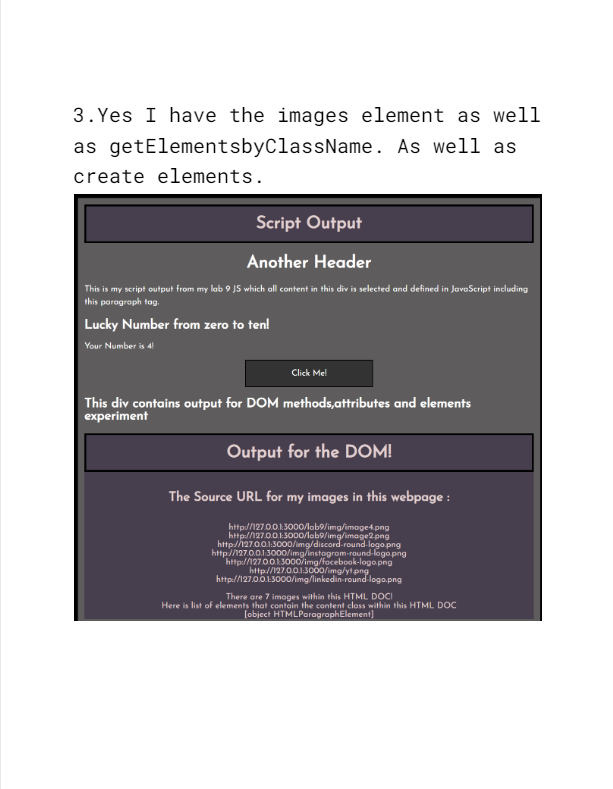 3.Yes I have the images element as well
as getElementsbyClassName. As well as
create elements.
Script Output
Another Header
This is my script output from my lab 9 JS which all content in this div is selected and defined in JavaScript including
this paragraph tag.
Lucky Number from zero to ten!
Your Number is 4!
Click Me!
This div contains output for DOM methods,attributes and elements
experiment
Output for the DOM!
The Source URL for my images in this webpage :
http://127.0.0.1:3000/lab9/img/image4.png
http://127.0.0.1:3000/lab9/img/image2.png
http://127.0.0.1:3000/img/discord-round-logo.png
http://127.0.0.1:3000/img/instagram-round-logo.png
http://127.0.0.1:3000/img/facebook-logo.png
http://127.0.0.1:3000/img/yt.png
http://127.0.0.1:3000/img/linkedin-round-logo.png
There are 7 images within this HTML DOC!
Here is list of elements that contain the content class within this HTML DOC
[object HTMLParagraphElement]